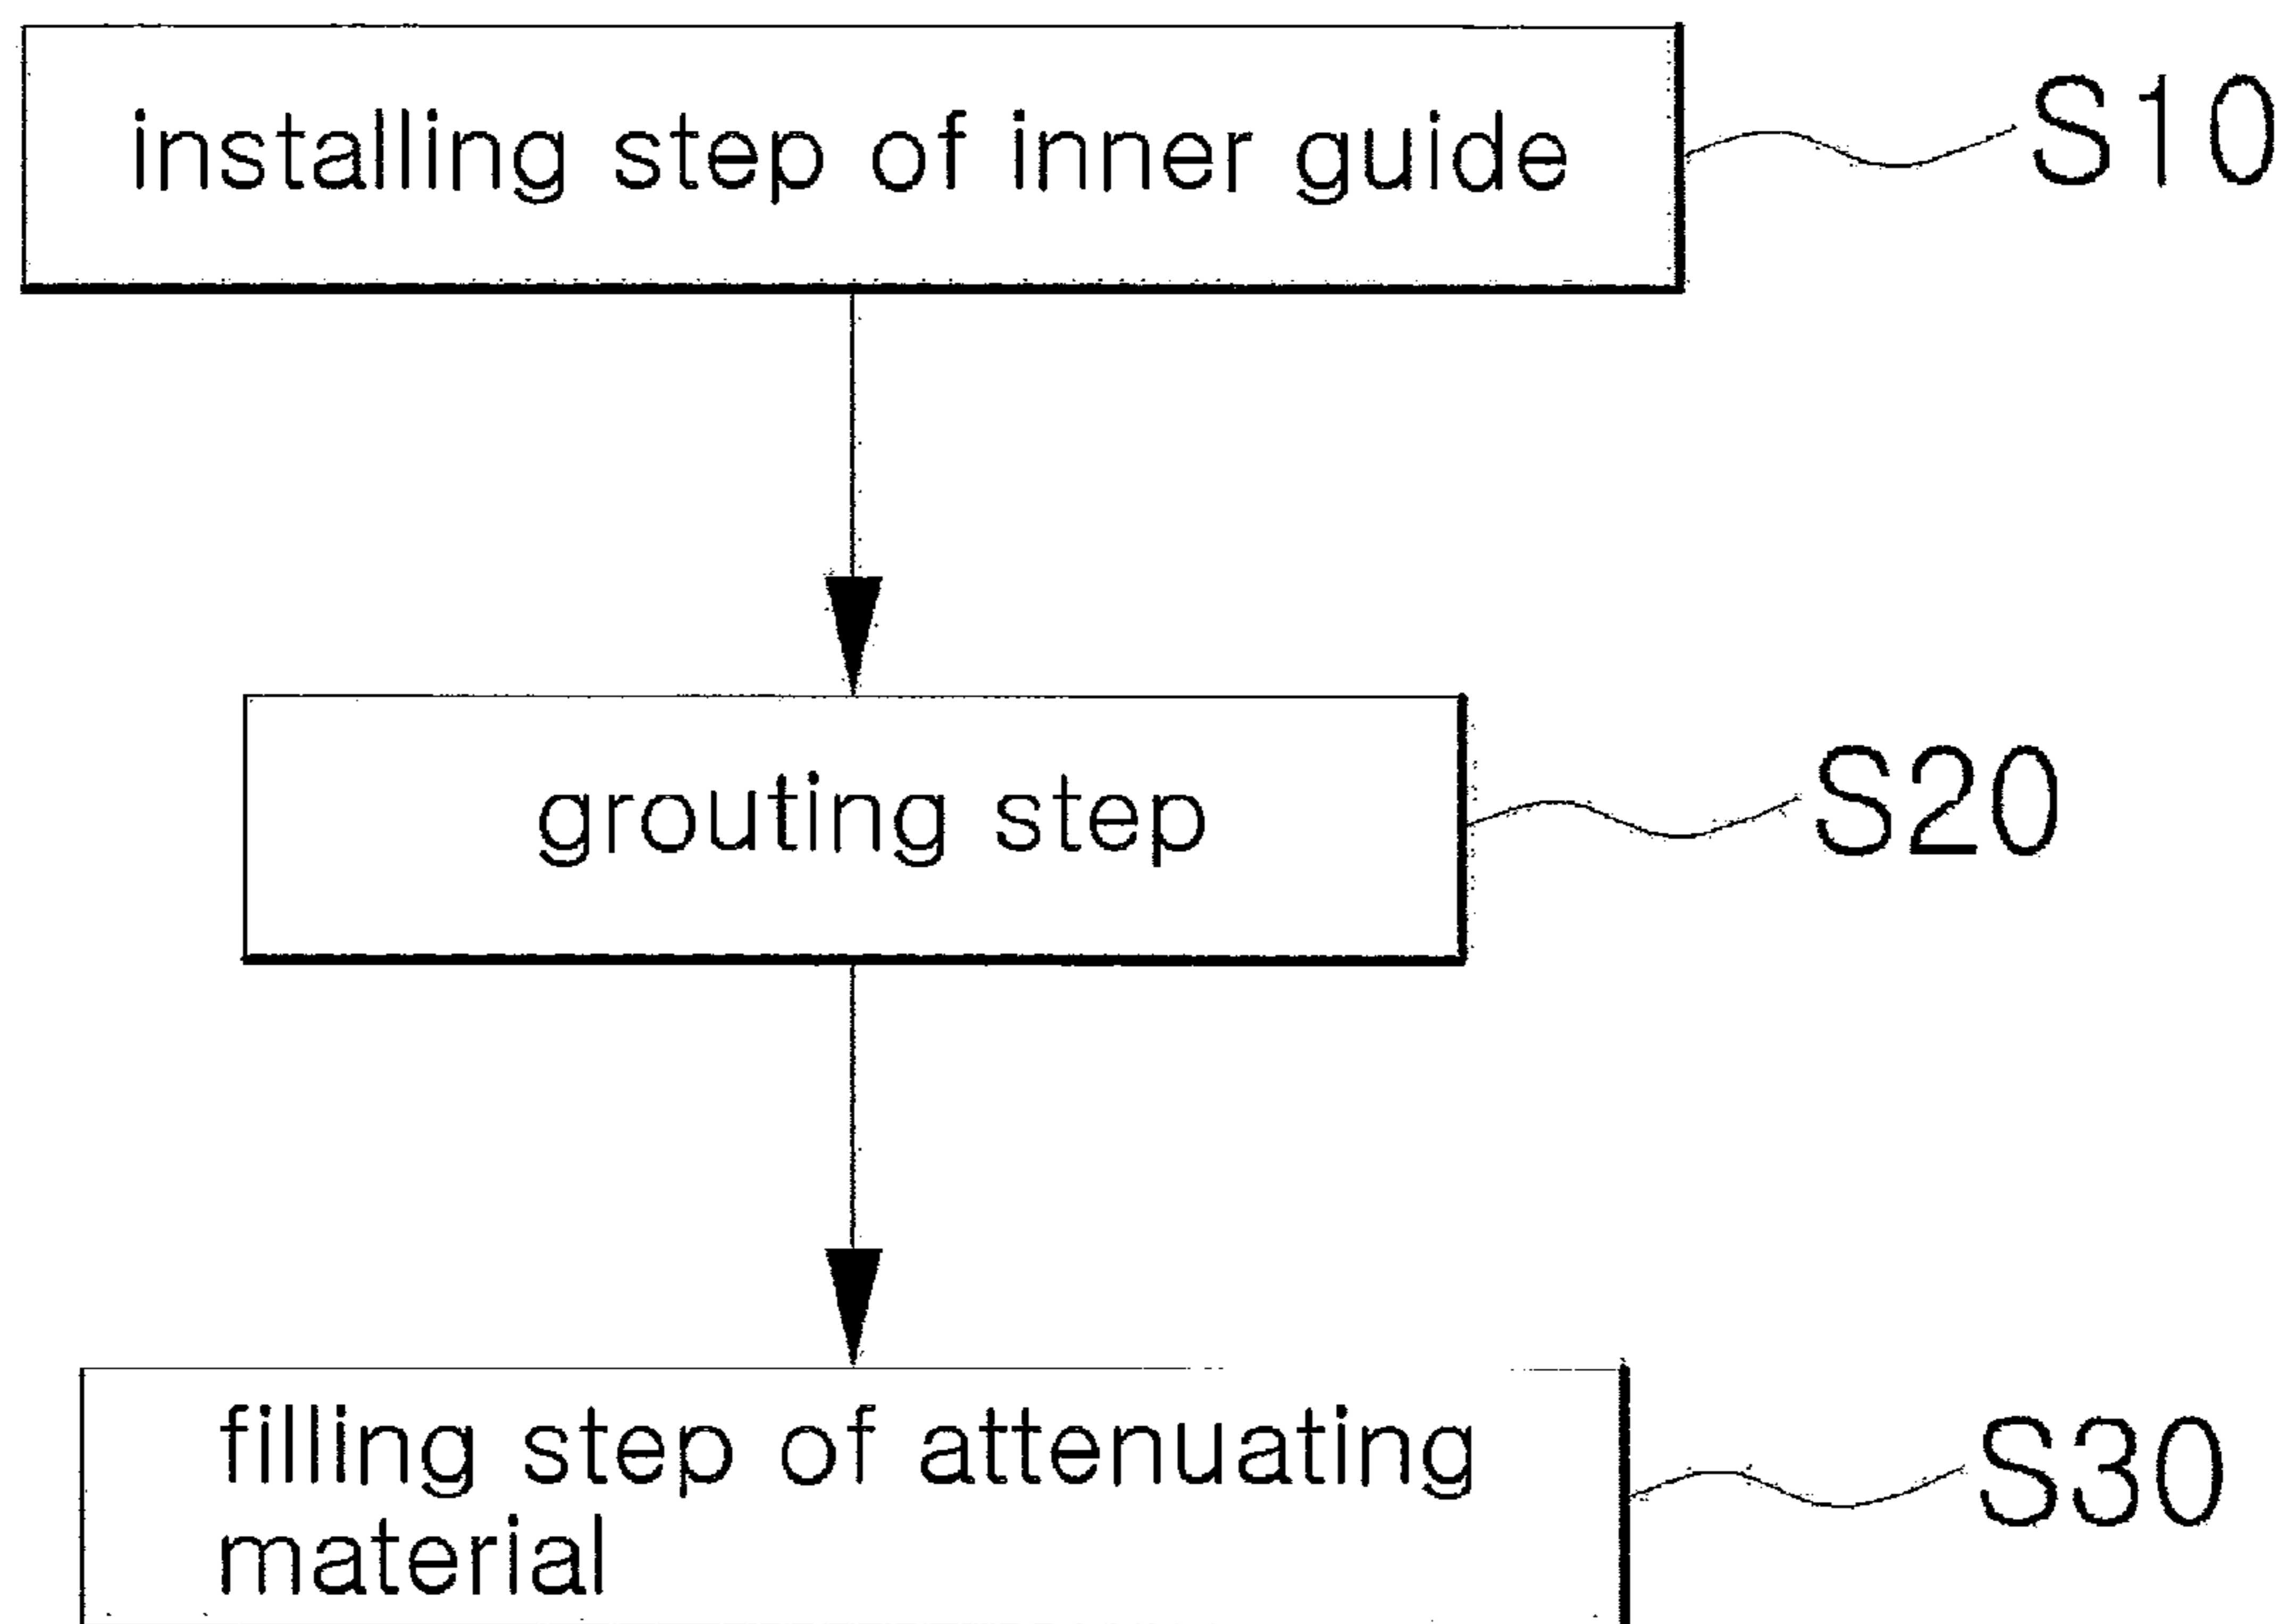 installing step of inner guide
S10
grouting step
S20
filling step of attenuating
material
S30